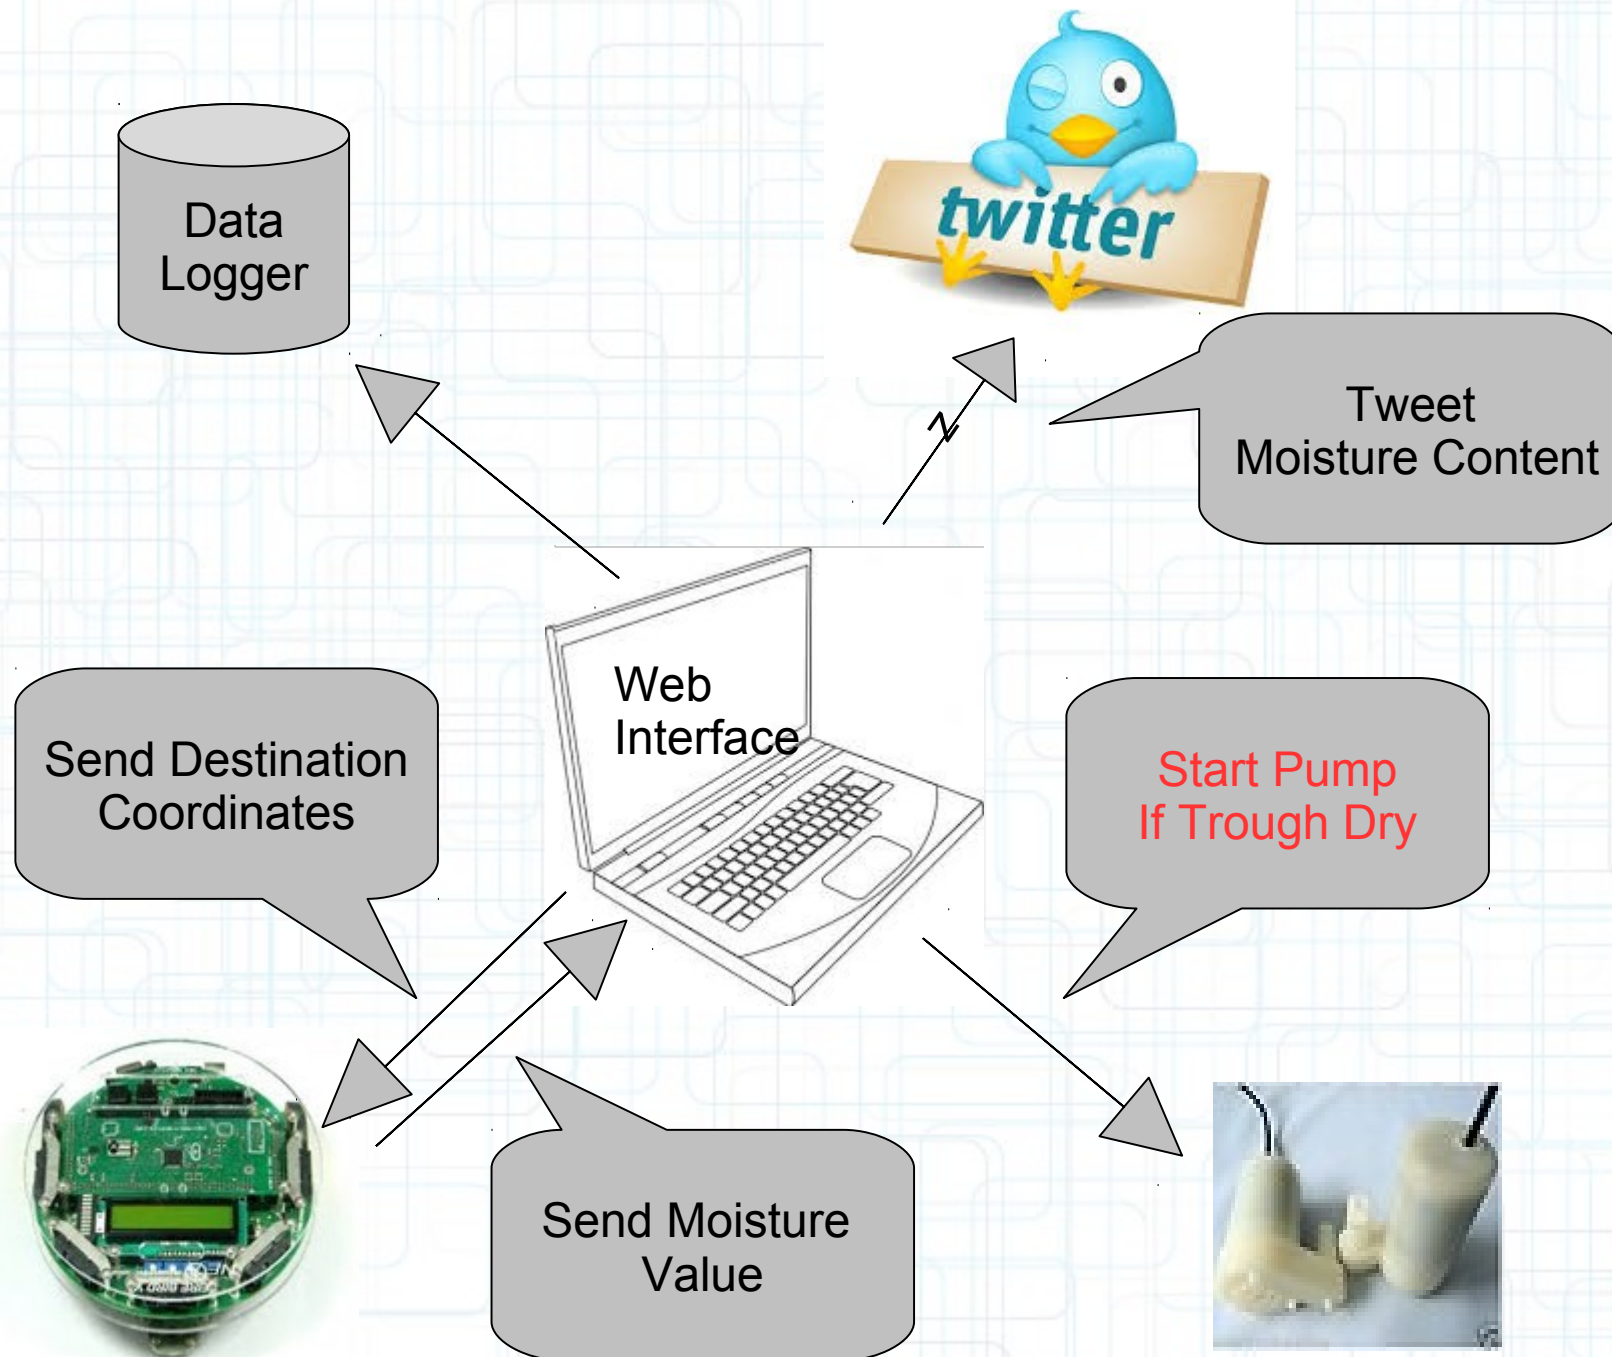 twitter
Data
Logger
Tweet
Moisture Content
Web
Interface
Send Destination
Coordinates
Start Pump
If Trough Dry
Send Moisture
Value